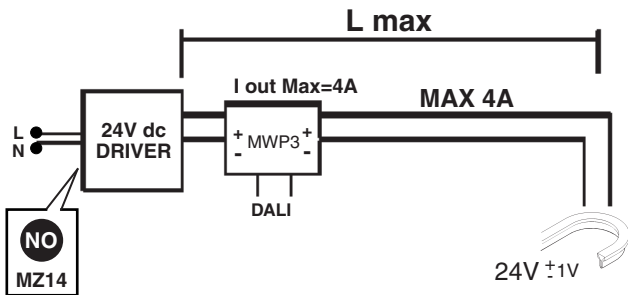 L max
I out Max=4A
MAX 4A
L
N
24V dc
DRIVER
+ MWP3 +
- -
DALI
NO
MZ14
24V +- 1V